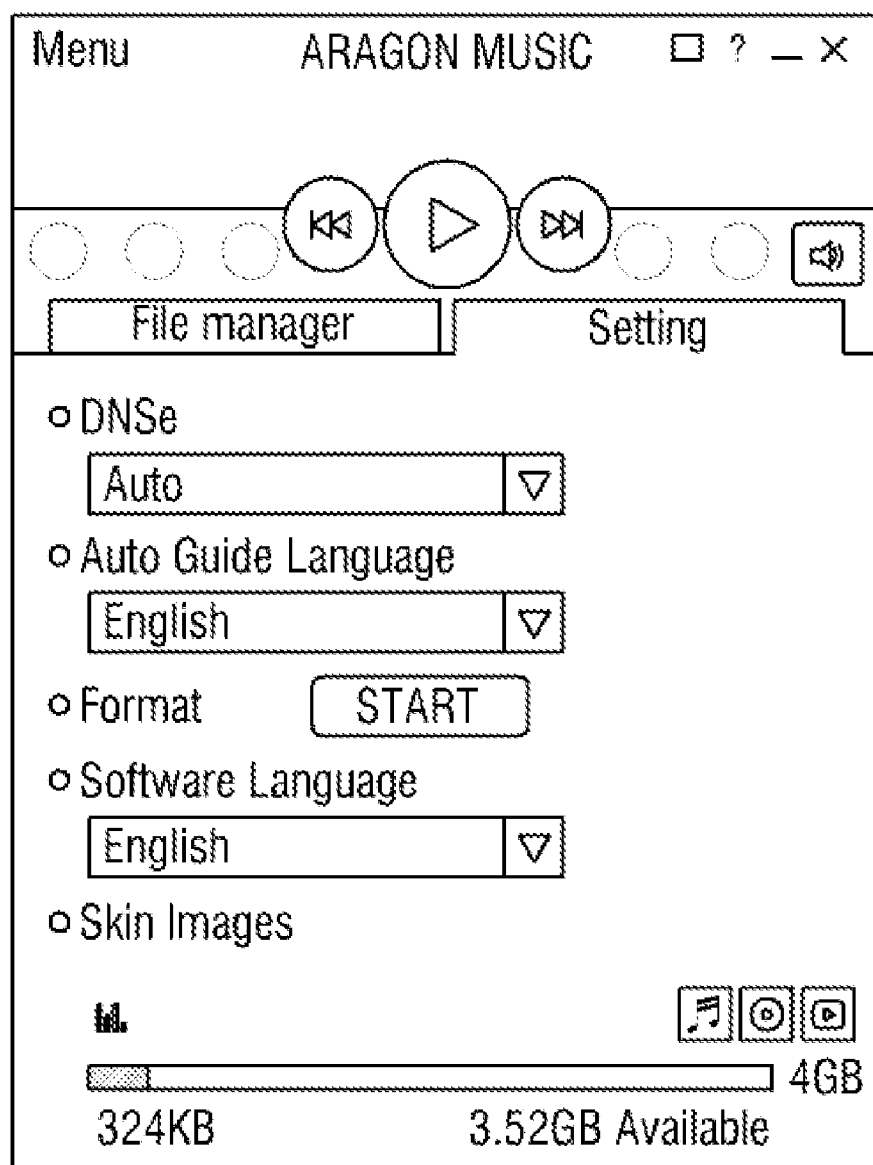 Menu ARAGON MUSIC ? 
File manager Setting
DNSe
Auto
Auto Guide Language
English
Format START
Software Language
English
Skin Images
4GB
324KB 3.52GB Available